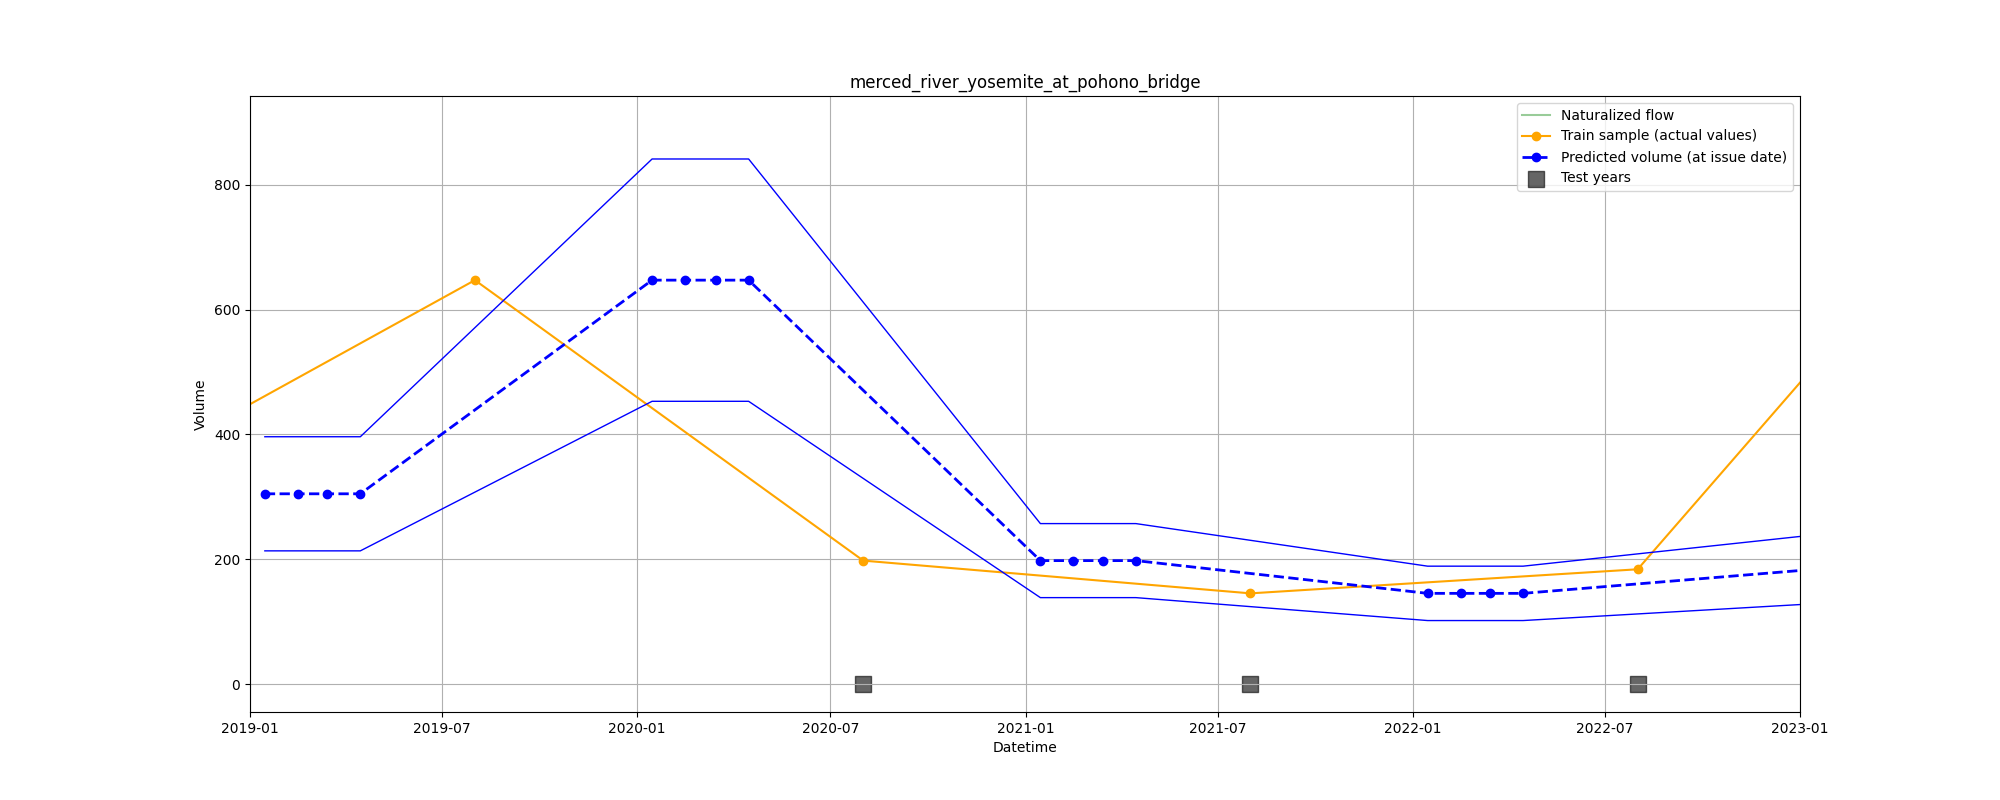 merced_river_yosemite_at_pohono_bridge
Naturalized flow
Train sample (actual values)
Predicted volume (at issue date)
Test years
Volume
800
600
400
200
0
2019-01 2019-07 2020-01 2020-07 2021-01 2021-07 2022-01 2022-07 2023-01
Datetime